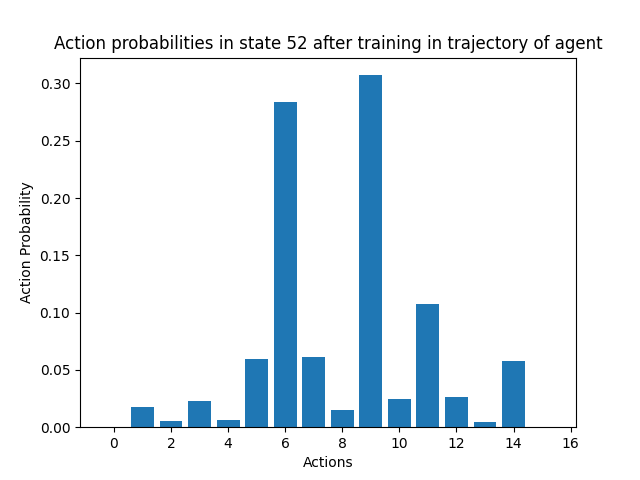 Action probabilities in state 52 after training in trajectory of agent
0.30
0.25
0.20
0.15
0.10
0.05
0.00
Action Probability
0 2 4 6 8 10 12 14 16
Actions